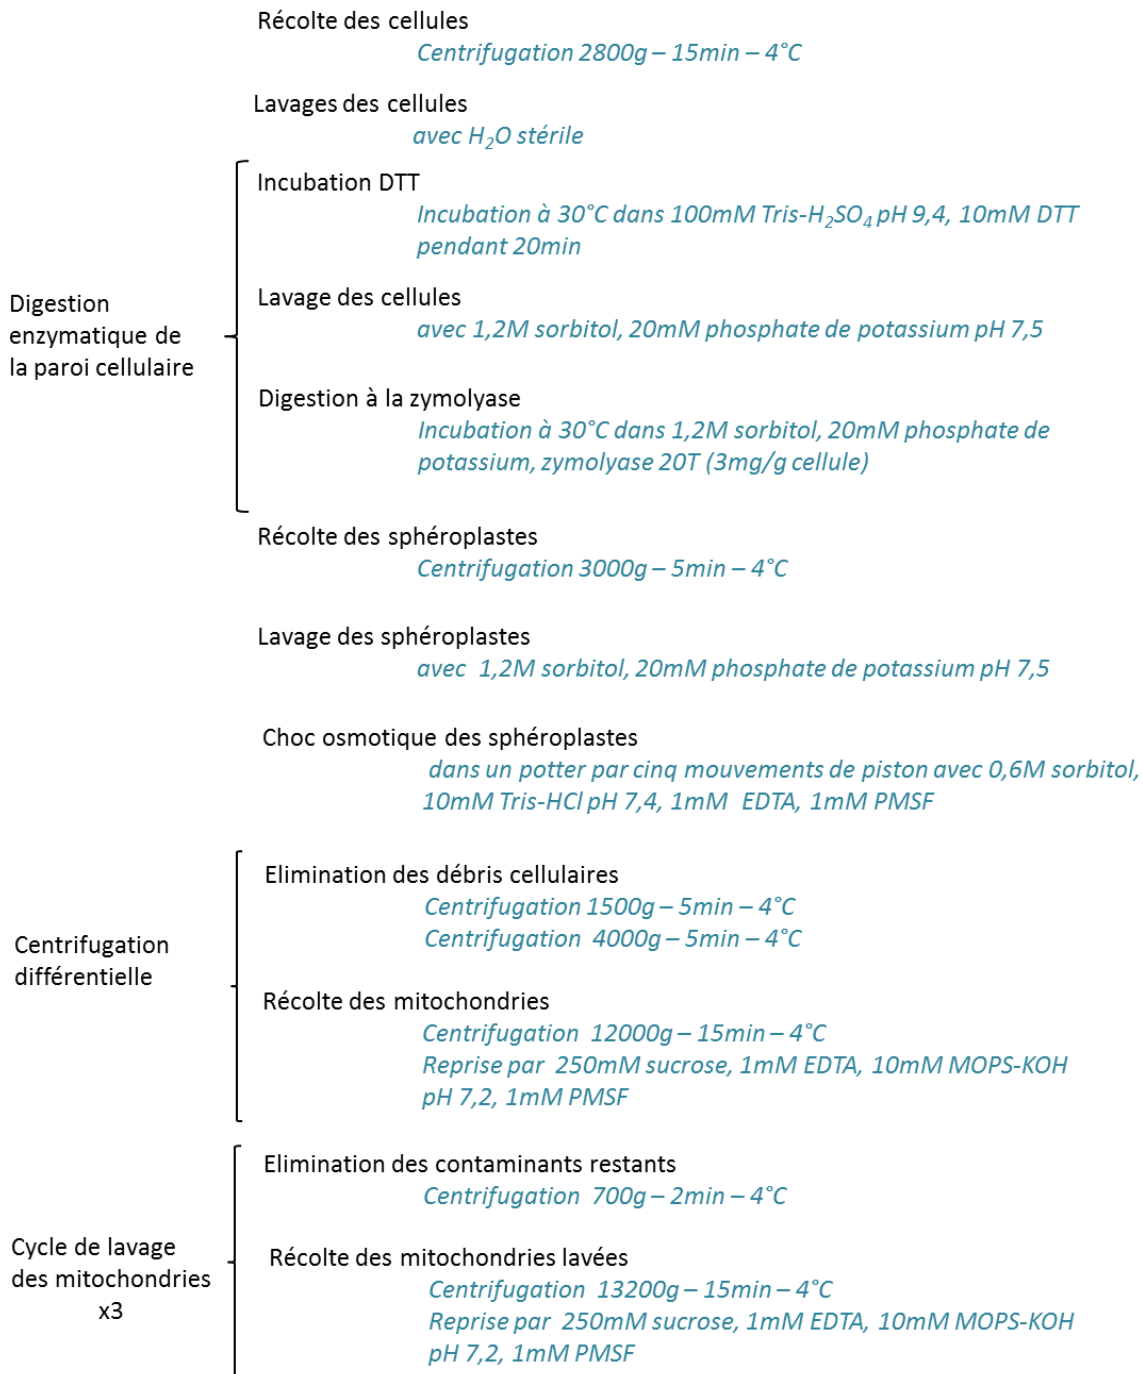 Récolte des cellules
Centrifugation 2800g – 15min – 4°C
Lavages des cellules
avec H₂O stérile
Digestion
enzymatique de
la paroi cellulaire
Incubation DTT
Incubation à 30°C dans 100mM Tris-H₂SO₄ pH 9,4, 10mM DTT
pendant 20min
Lavage des cellules
avec 1,2M sorbitol, 20mM phosphate de potassium pH 7,5
Digestion à la zymolyase
Incubation à 30°C dans 1,2M sorbitol, 20mM phosphate de
potassium, zymolyase 20T (3mg/g cellule)
Récolte des sphéroplastes
Centrifugation 3000g – 5min – 4°C
Lavage des sphéroplastes
avec 1,2M sorbitol, 20mM phosphate de potassium pH 7,5
Choc osmotique des sphéroplastes
dans un potter par cinq mouvements de piston avec 0,6M sorbitol,
10mM Tris-HCl pH 7,4, 1mM EDTA, 1mM PMSF
Centrifugation
différentielle
Elimination des débris cellulaires
Centrifugation 1500g – 5min – 4°C
Centrifugation 4000g – 5min – 4°C
Récolte des mitochondries
Centrifugation 12000g – 15min – 4°C
Reprise par 250mM sucrose, 1mM EDTA, 10mM MOPS-KOH
pH 7,2, 1mM PMSF
Cycle de lavage
des mitochondries
x3
Elimination des contaminants restants
Centrifugation 700g – 2min – 4°C
Récolte des mitochondries lavées
Centrifugation 13200g – 15min – 4°C
Reprise par 250mM sucrose, 1mM EDTA, 10mM MOPS-KOH
pH 7,2, 1mM PMSF